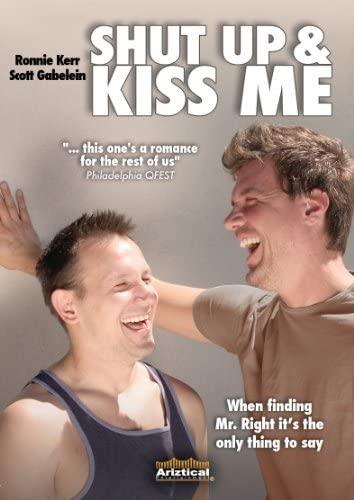 Ronnie Kerr
Scott Gabelein
SHUT UP &
KISS ME
"... this one's a romance
for the rest of us"
Philadelphia QFEST
When finding
Mr. Right it's the
only thing to say
Ariztical
Entertainment®